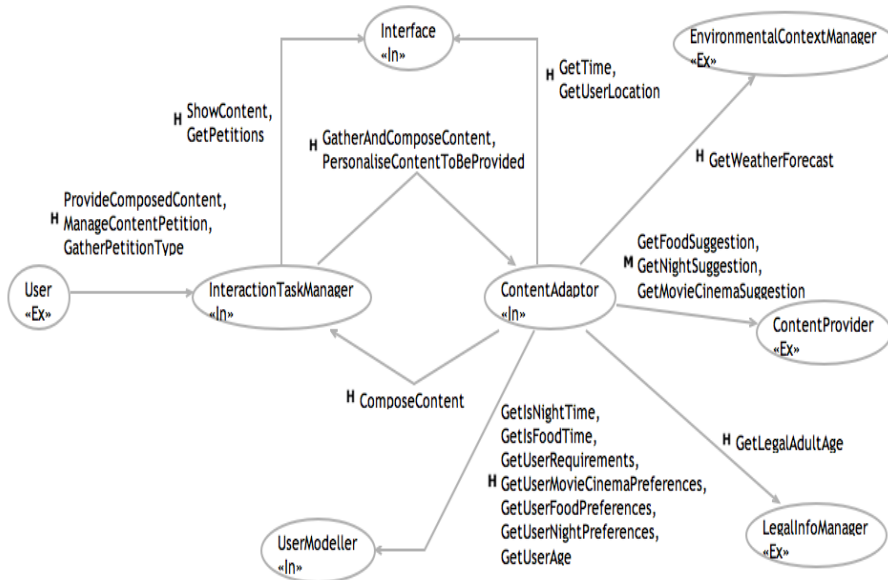 Interface
«In»
EnvironmentalContextManager
«Ex»
H GetTime,
GetUserLocation
H ShowContent,
GetPetitions
H GatherAndComposeContent,
PersonaliseContentToBeProvided
H GetWeatherForecast
ProvideComposedContent,
H ManageContentPetition,
GatherPetitionType
GetFoodSuggestion,
M GetNightSuggestion,
GetMovieCinemaSuggestion
User
«Ex»
InteractionTaskManager
«In»
ContentAdaptor
«In»
ContentProvider
«Ex»
H ComposeContent
GetIsNightTime,
GetIsFoodTime,
GetUserRequirements,
H GetUserMovieCinemaPreferences,
GetUserFoodPreferences,
GetUserNightPreferences,
GetUserAge
H GetLegalAdultAge
UserModeller
«In»
LegalInfoManager
«Ex»